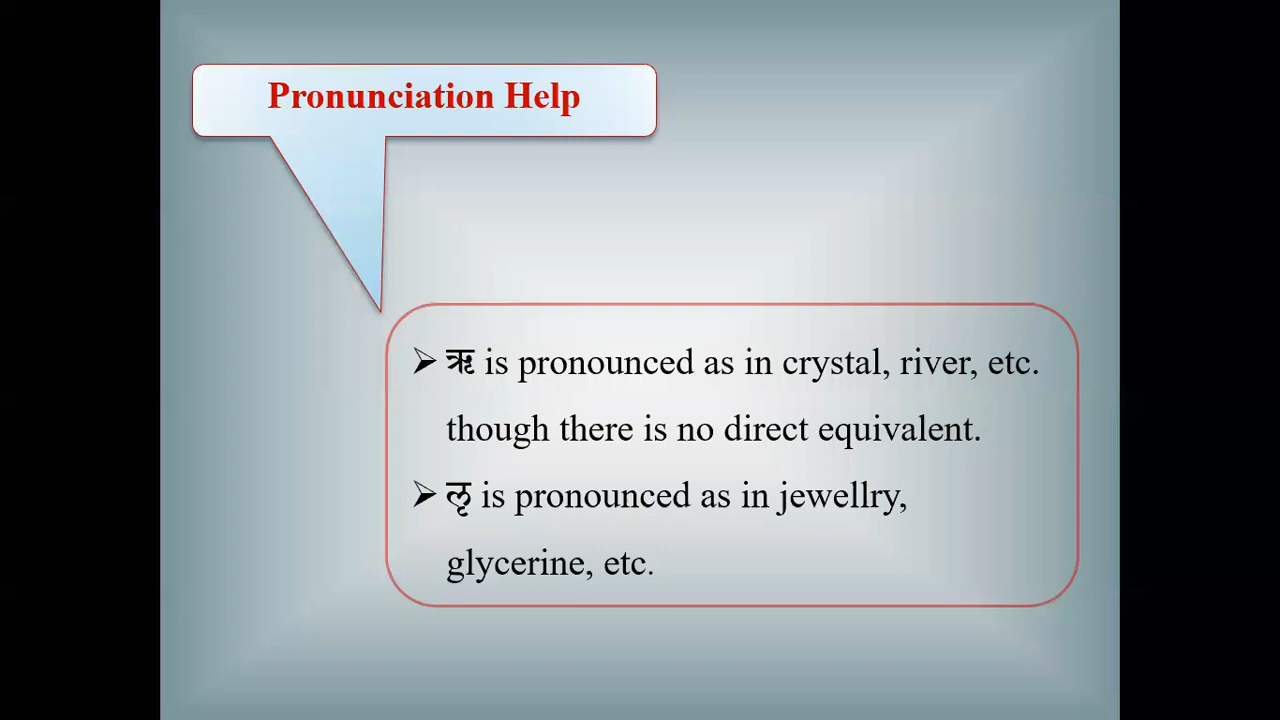 Pronunciation Help
➢ ऋ is pronounced as in crystal, river, etc.
though there is no direct equivalent.
➢ ऌ is pronounced as in jewellry,
glycerine, etc.